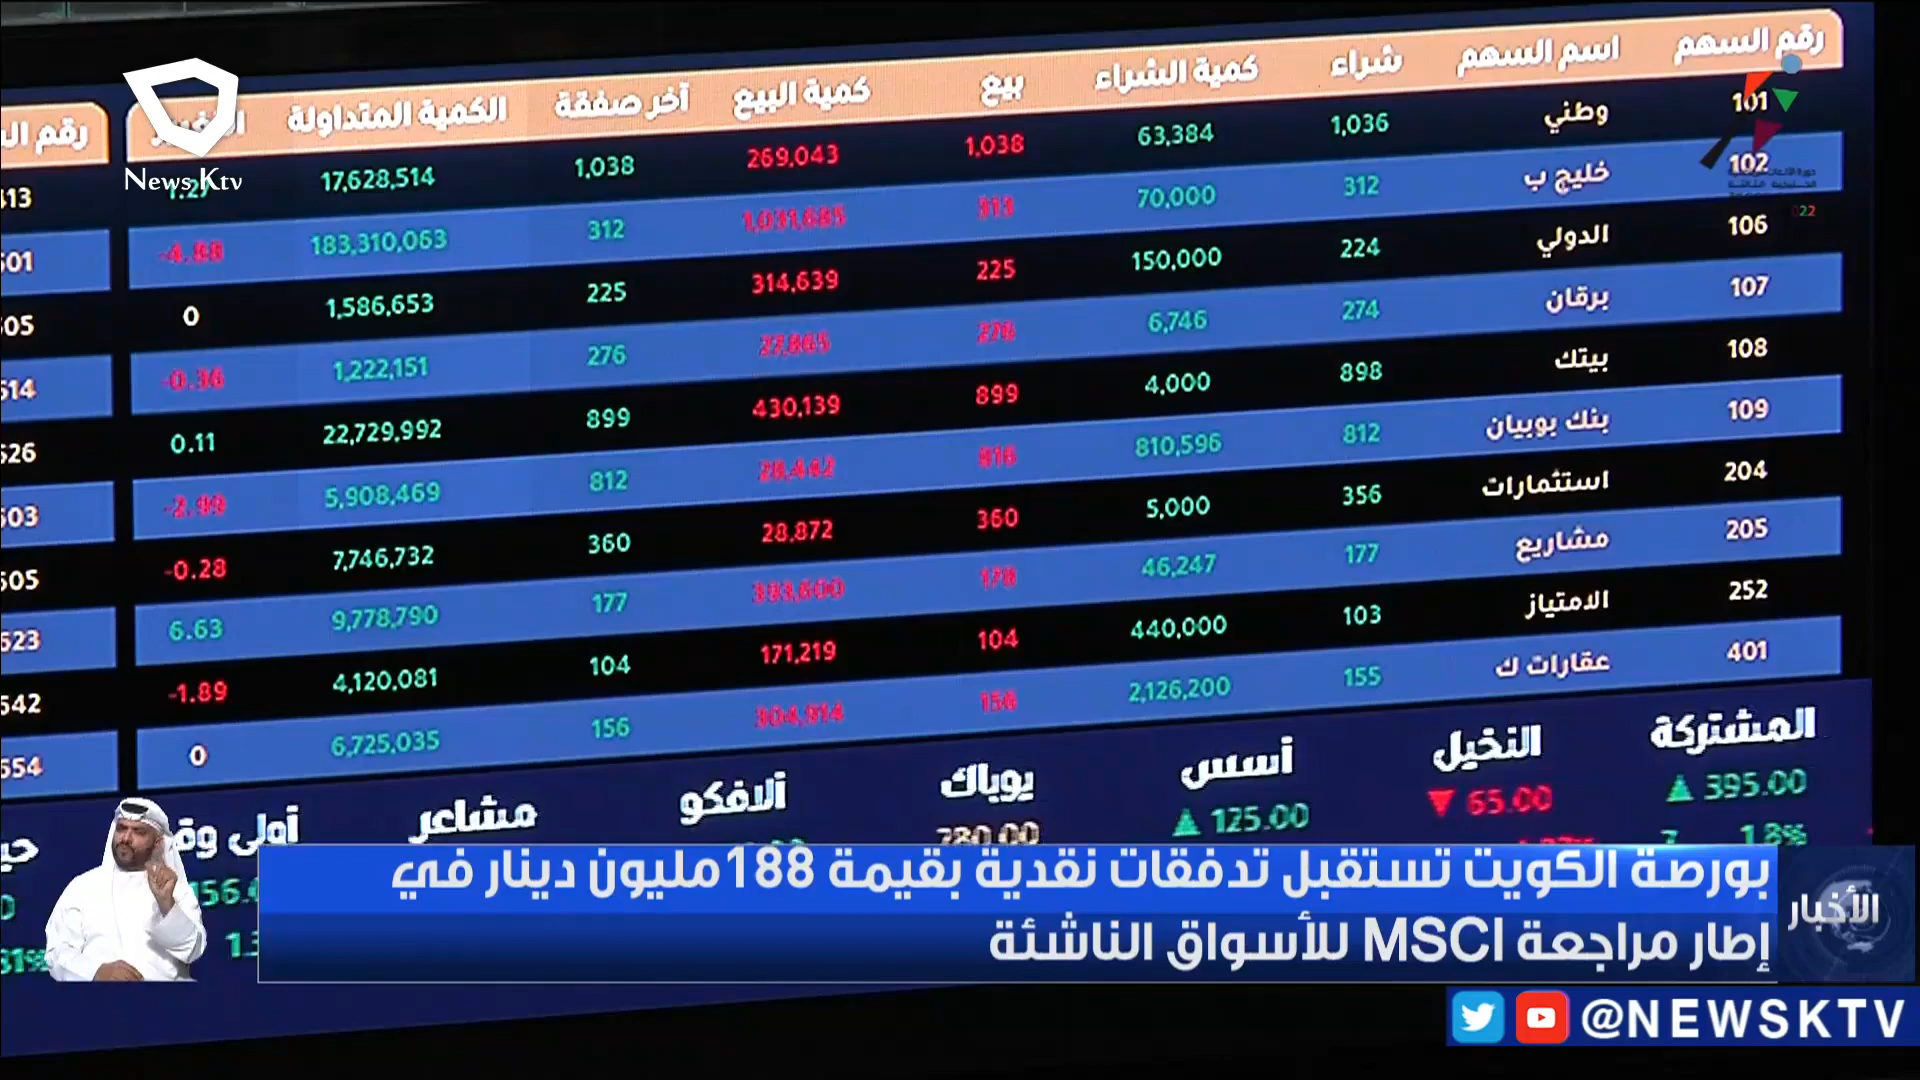 رقم السهم اسم السهم شراء كمية الشراء بيع كمية البيع آخر صفقة الكمية المتداولة
101 وطني 1,036 63,384 1,038 269,043 1,038 17,628,514 1.27
102 خليج ب 312 70,000 313 1,031,685 312 183,310,063 -4.88
106 الدولي 224 150,000 225 314,639 225 1,586,653 0
107 برقان 274 6,746 276 27,865 276 1,222,151 -0.36
108 بيتك 898 4,000 899 430,139 899 22,729,992 0.11
109 بنك بوبيان 812 810,596 816 28,442 812 5,908,469 -2.99
204 استثمارات 356 5,000 360 28,872 360 7,746,732 -0.28
205 مشاريع 177 46,247 178 393,600 177 9,778,790 6.63
252 الامتياز 103 440,000 104 171,219 104 4,120,081 -1.89
401 عقارات ك 155 2,126,200 156 304,914 156 6,725,035 0
المشتركة النخيل أسس يوباك ألافكو مشاعر أولى
▲ 395.00 ▼ 65.00 ▲ 125.00 780.00
1.8%
News Ktv
بورصة الكويت تستقبل تدفقات نقدية بقيمة 188مليون دينار في
إطار مراجعة MSCI للأسواق الناشئة
الأخبار
@NEWSKTV